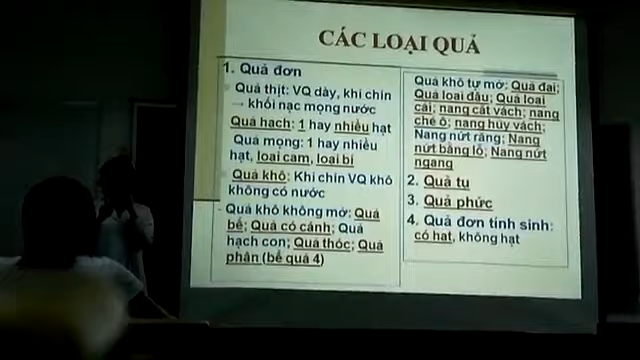 CÁC LOẠI QUẢ
1. Quả đơn
Quả thịt: VQ dày, khi chín
→ khối nạc mọng nước
Quả hạch: 1 hay nhiều hạt
Quả mọng: 1 hay nhiều
hạt, loại cam, loại bí
Quả khô: Khi chín VQ khô
không có nước
- Quả khô không mở: Quả
bế; Quả có cánh; Quả
hạch con; Quả thóc; Quả
phân (bế quả 4)
Quả khô tự mở: Quả đại;
Quả loại đậu; Quả loại
cải; nang cắt vách; nang
chẻ ô; nang hủy vách;
Nang nứt răng; Nang
nứt bằng lỗ; Nang nứt
ngang
2. Quả tụ
3. Quả phức
4. Quả đơn tính sinh:
có hạt, không hạt